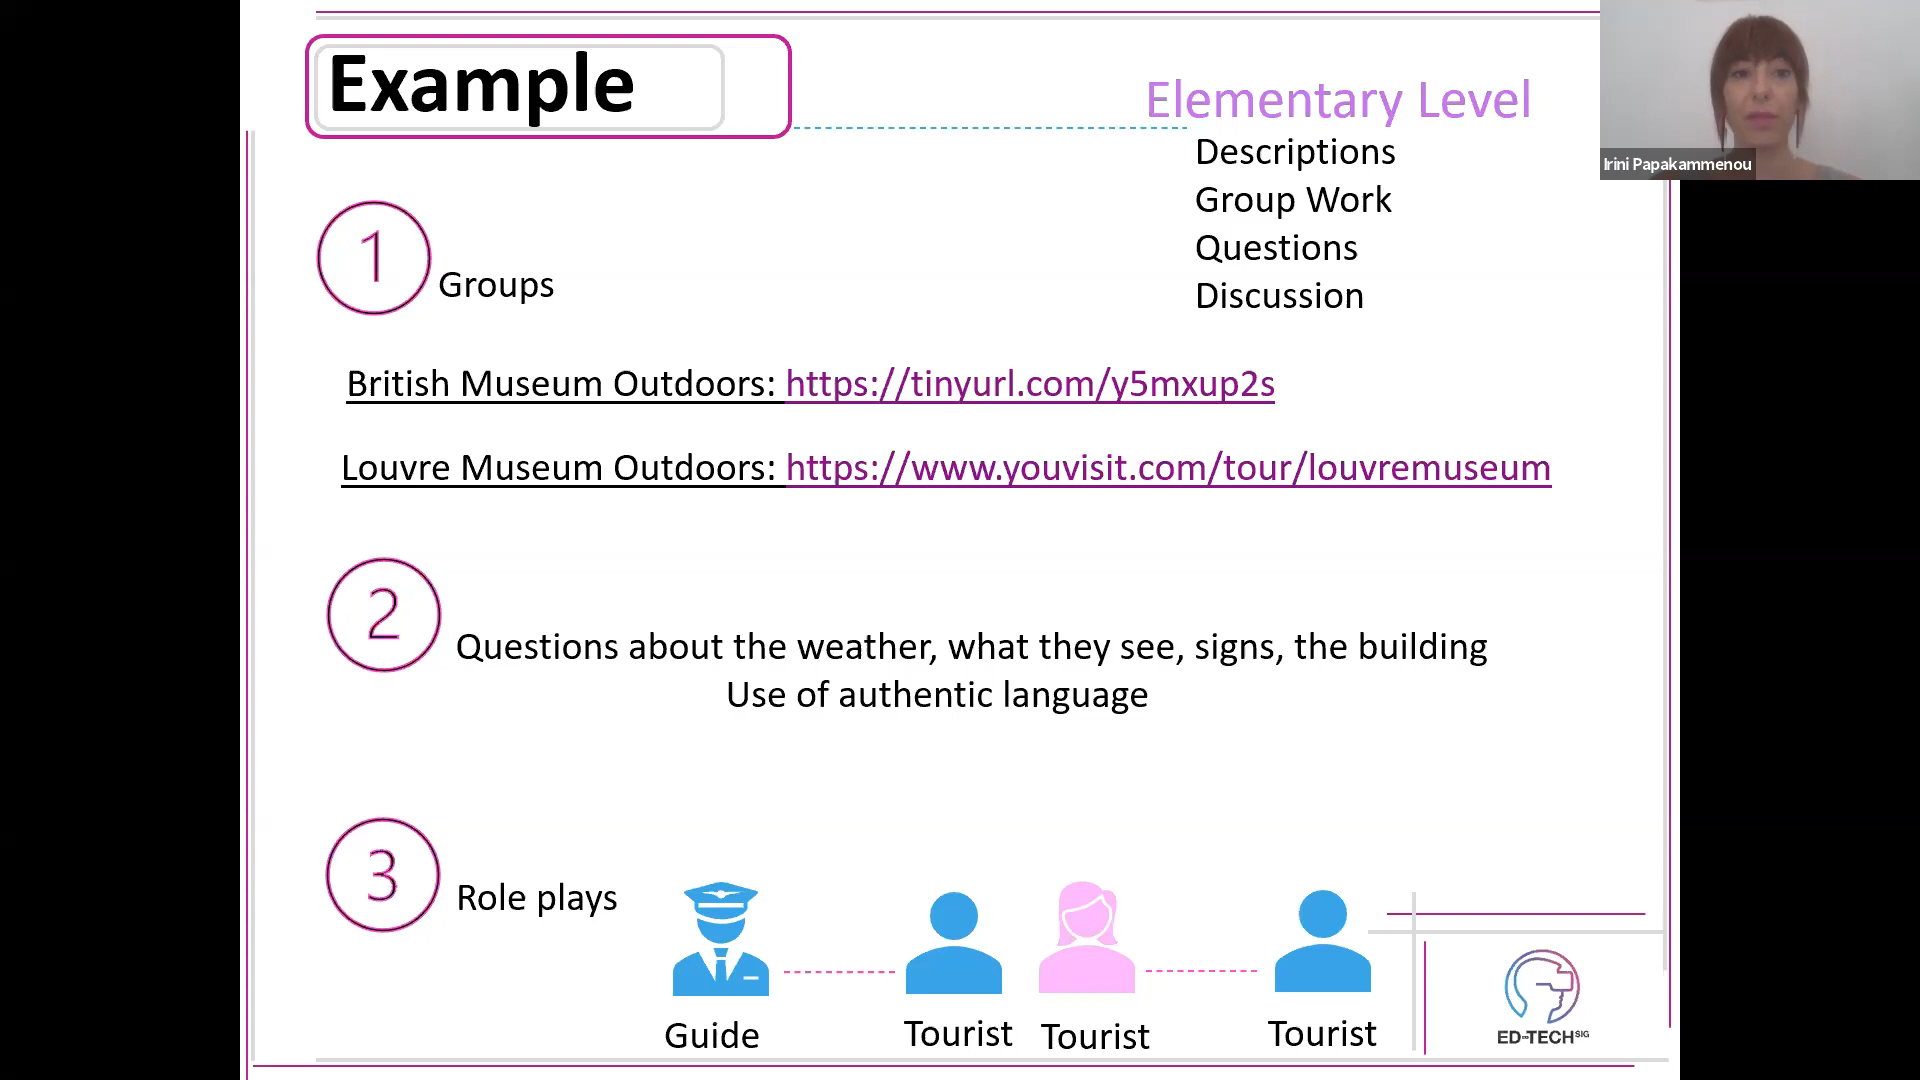 Example
Elementary Level
Descriptions
Group Work
Questions
Discussion
Irini Papakammenou
1
Groups
British Museum Outdoors: https://tinyurl.com/y5mxup2s
Louvre Museum Outdoors: https://www.youvisit.com/tour/louvremuseum
2
Questions about the weather, what they see, signs, the building
Use of authentic language
3
Role plays
Guide
Tourist
Tourist
Tourist
ED TECH SIG